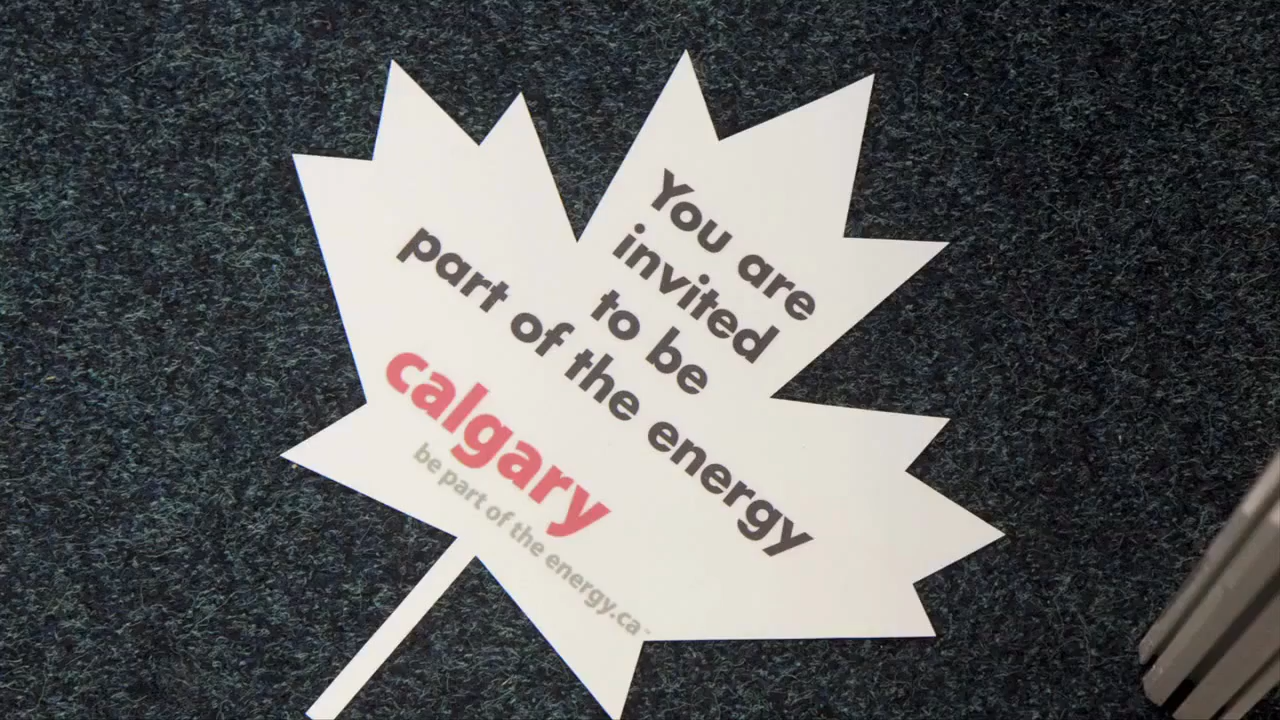 You are
invited
to be
part of the energy
calgary
be part of the energy.ca